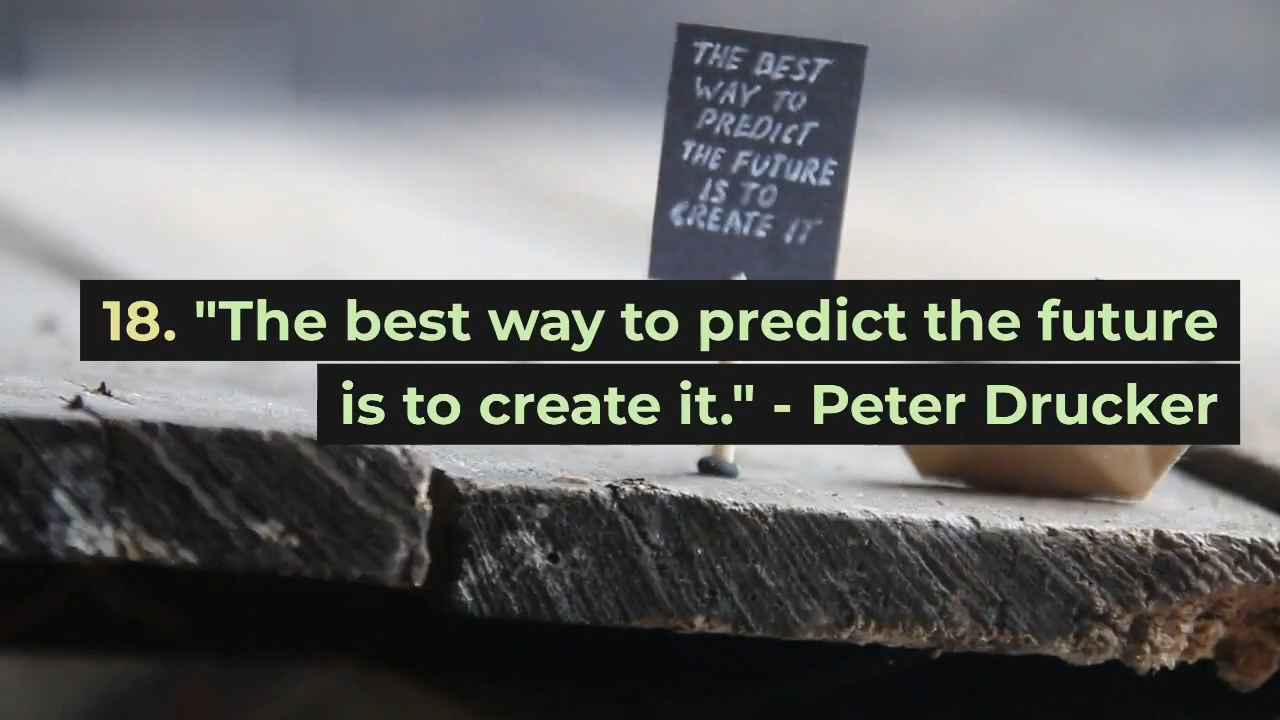 THE BEST
WAY TO
PREDICT
THE FUTURE
IS TO
CREATE IT
18. "The best way to predict the future
is to create it." - Peter Drucker